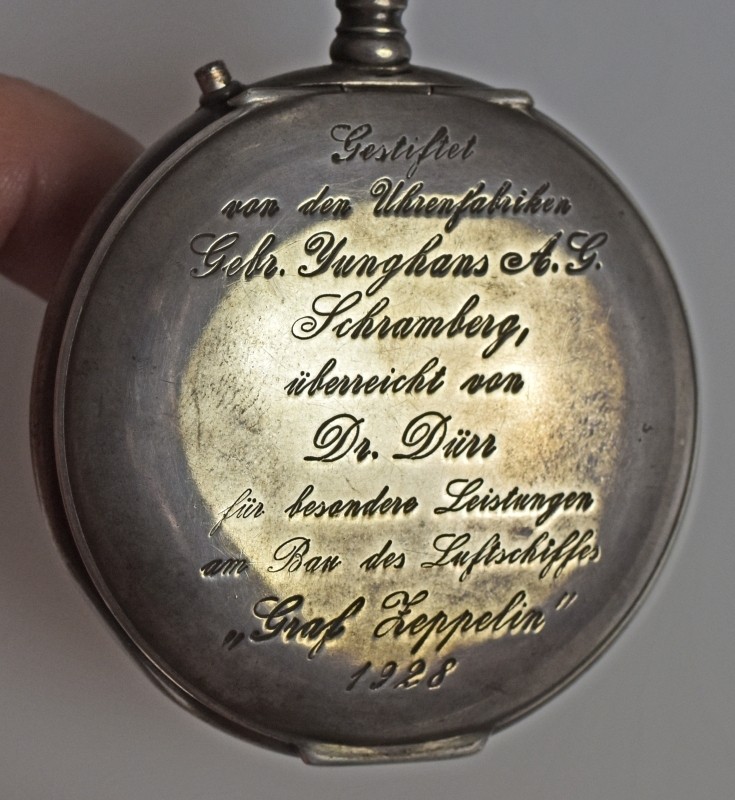 Gestiftet
von den Uhrenfabriken
Gebr. Junghans A. G.
Schramberg,
überreicht von
Dr. Dürr
für besondere Leistungen
am Bau des Luftschiffes
„Graf Zeppelin"
1928